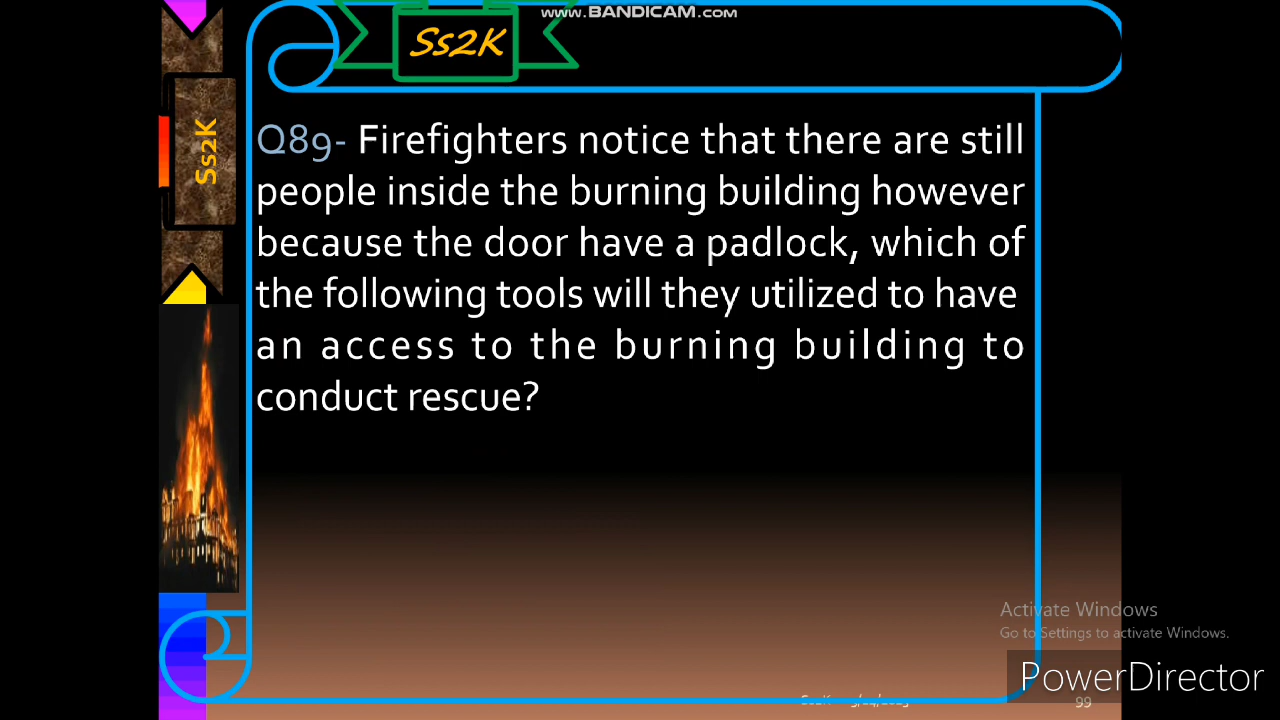 www.BANDICAM.com
Ss2K
Ss2K
Q89- Firefighters notice that there are still
people inside the burning building however
because the door have a padlock, which of
the following tools will they utilized to have
an access to the burning building to
conduct rescue?
Activate Windows
Go to Settings to activate Windows.
PowerDirector
Ss2K
99